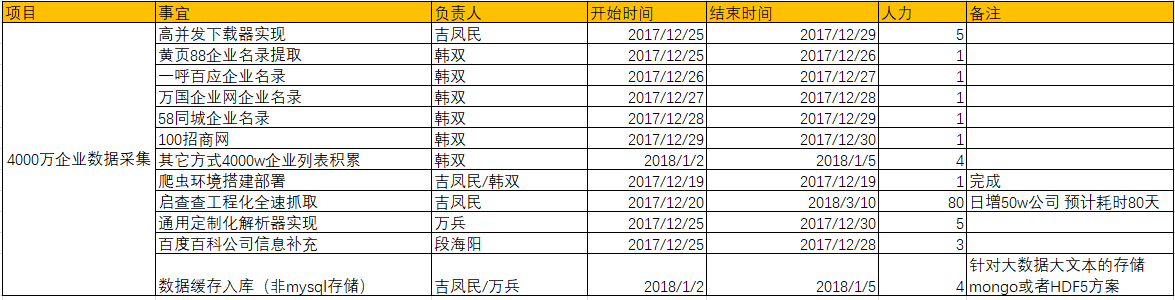 项目 事宜 负责人 开始时间 结束时间 人力 备注
高并发下载器实现 吉凤民 2017/12/25 2017/12/29 5
黄页88企业名录提取 韩双 2017/12/25 2017/12/26 1
一呼百应企业名录 韩双 2017/12/26 2017/12/27 1
万国企业网企业名录 韩双 2017/12/27 2017/12/28 1
58同城企业名录 韩双 2017/12/28 2017/12/29 1
100招商网 韩双 2017/12/29 2017/12/30 1
4000万企业数据采集 其它方式4000w企业列表积累 韩双 2018/1/2 2018/1/5 4
爬虫环境搭建部署 吉凤民/韩双 2017/12/19 2017/12/19 1 完成
启查查工程化全速抓取 吉凤民 2017/12/20 2018/3/10 80 日增50w公司 预计耗时80天
通用定制化解析器实现 万兵 2017/12/25 2017/12/30 5
百度百科公司信息补充 段海阳 2017/12/25 2017/12/28 3
针对大数据大文本的存储
数据缓存入库（非mysql存储） 吉凤民/万兵 2018/1/2 2018/1/5 4 mongo或者HDF5方案